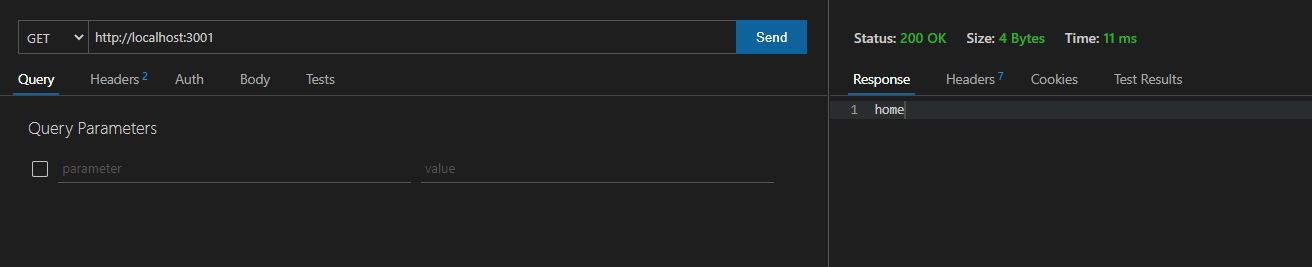 GET http://localhost:3001 Send
Query Headers 2 Auth Body Tests
Query Parameters
parameter value
Status: 200 OK Size: 4 Bytes Time: 11 ms
Response Headers 7 Cookies Test Results
1 home